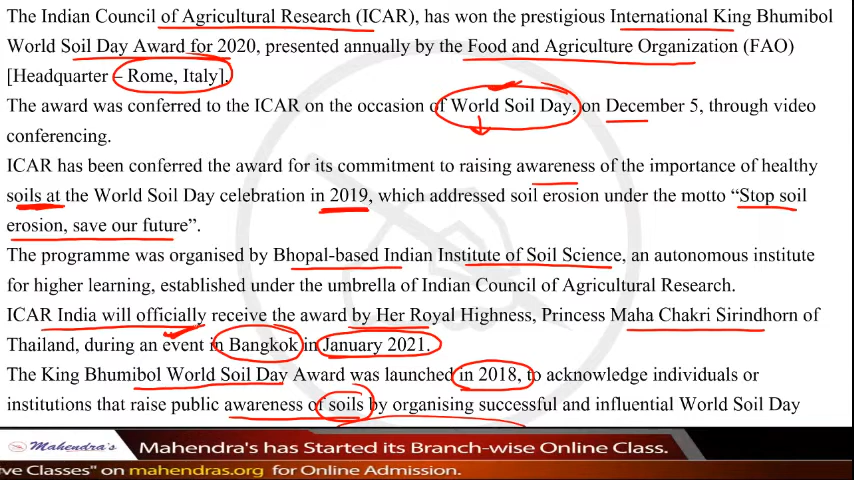 The Indian Council of Agricultural Research (ICAR), has won the prestigious International King Bhumibol
World Soil Day Award for 2020, presented annually by the Food and Agriculture Organization (FAO)
[Headquarter – Rome, Italy].
The award was conferred to the ICAR on the occasion of World Soil Day, on December 5, through video
conferencing.
ICAR has been conferred the award for its commitment to raising awareness of the importance of healthy
soils at the World Soil Day celebration in 2019, which addressed soil erosion under the motto “Stop soil
erosion, save our future”.
The programme was organised by Bhopal-based Indian Institute of Soil Science, an autonomous institute
for higher learning, established under the umbrella of Indian Council of Agricultural Research.
ICAR India will officially receive the award by Her Royal Highness, Princess Maha Chakri Sirindhorn of
Thailand, during an event in Bangkok in January 2021.
The King Bhumibol World Soil Day Award was launched in 2018, to acknowledge individuals or
institutions that raise public awareness of soils by organising successful and influential World Soil Day
Mahendra's
Mahendra's has Started its Branch-wise Online Class.
ve Classes" on mahendras.org for Online Admission.